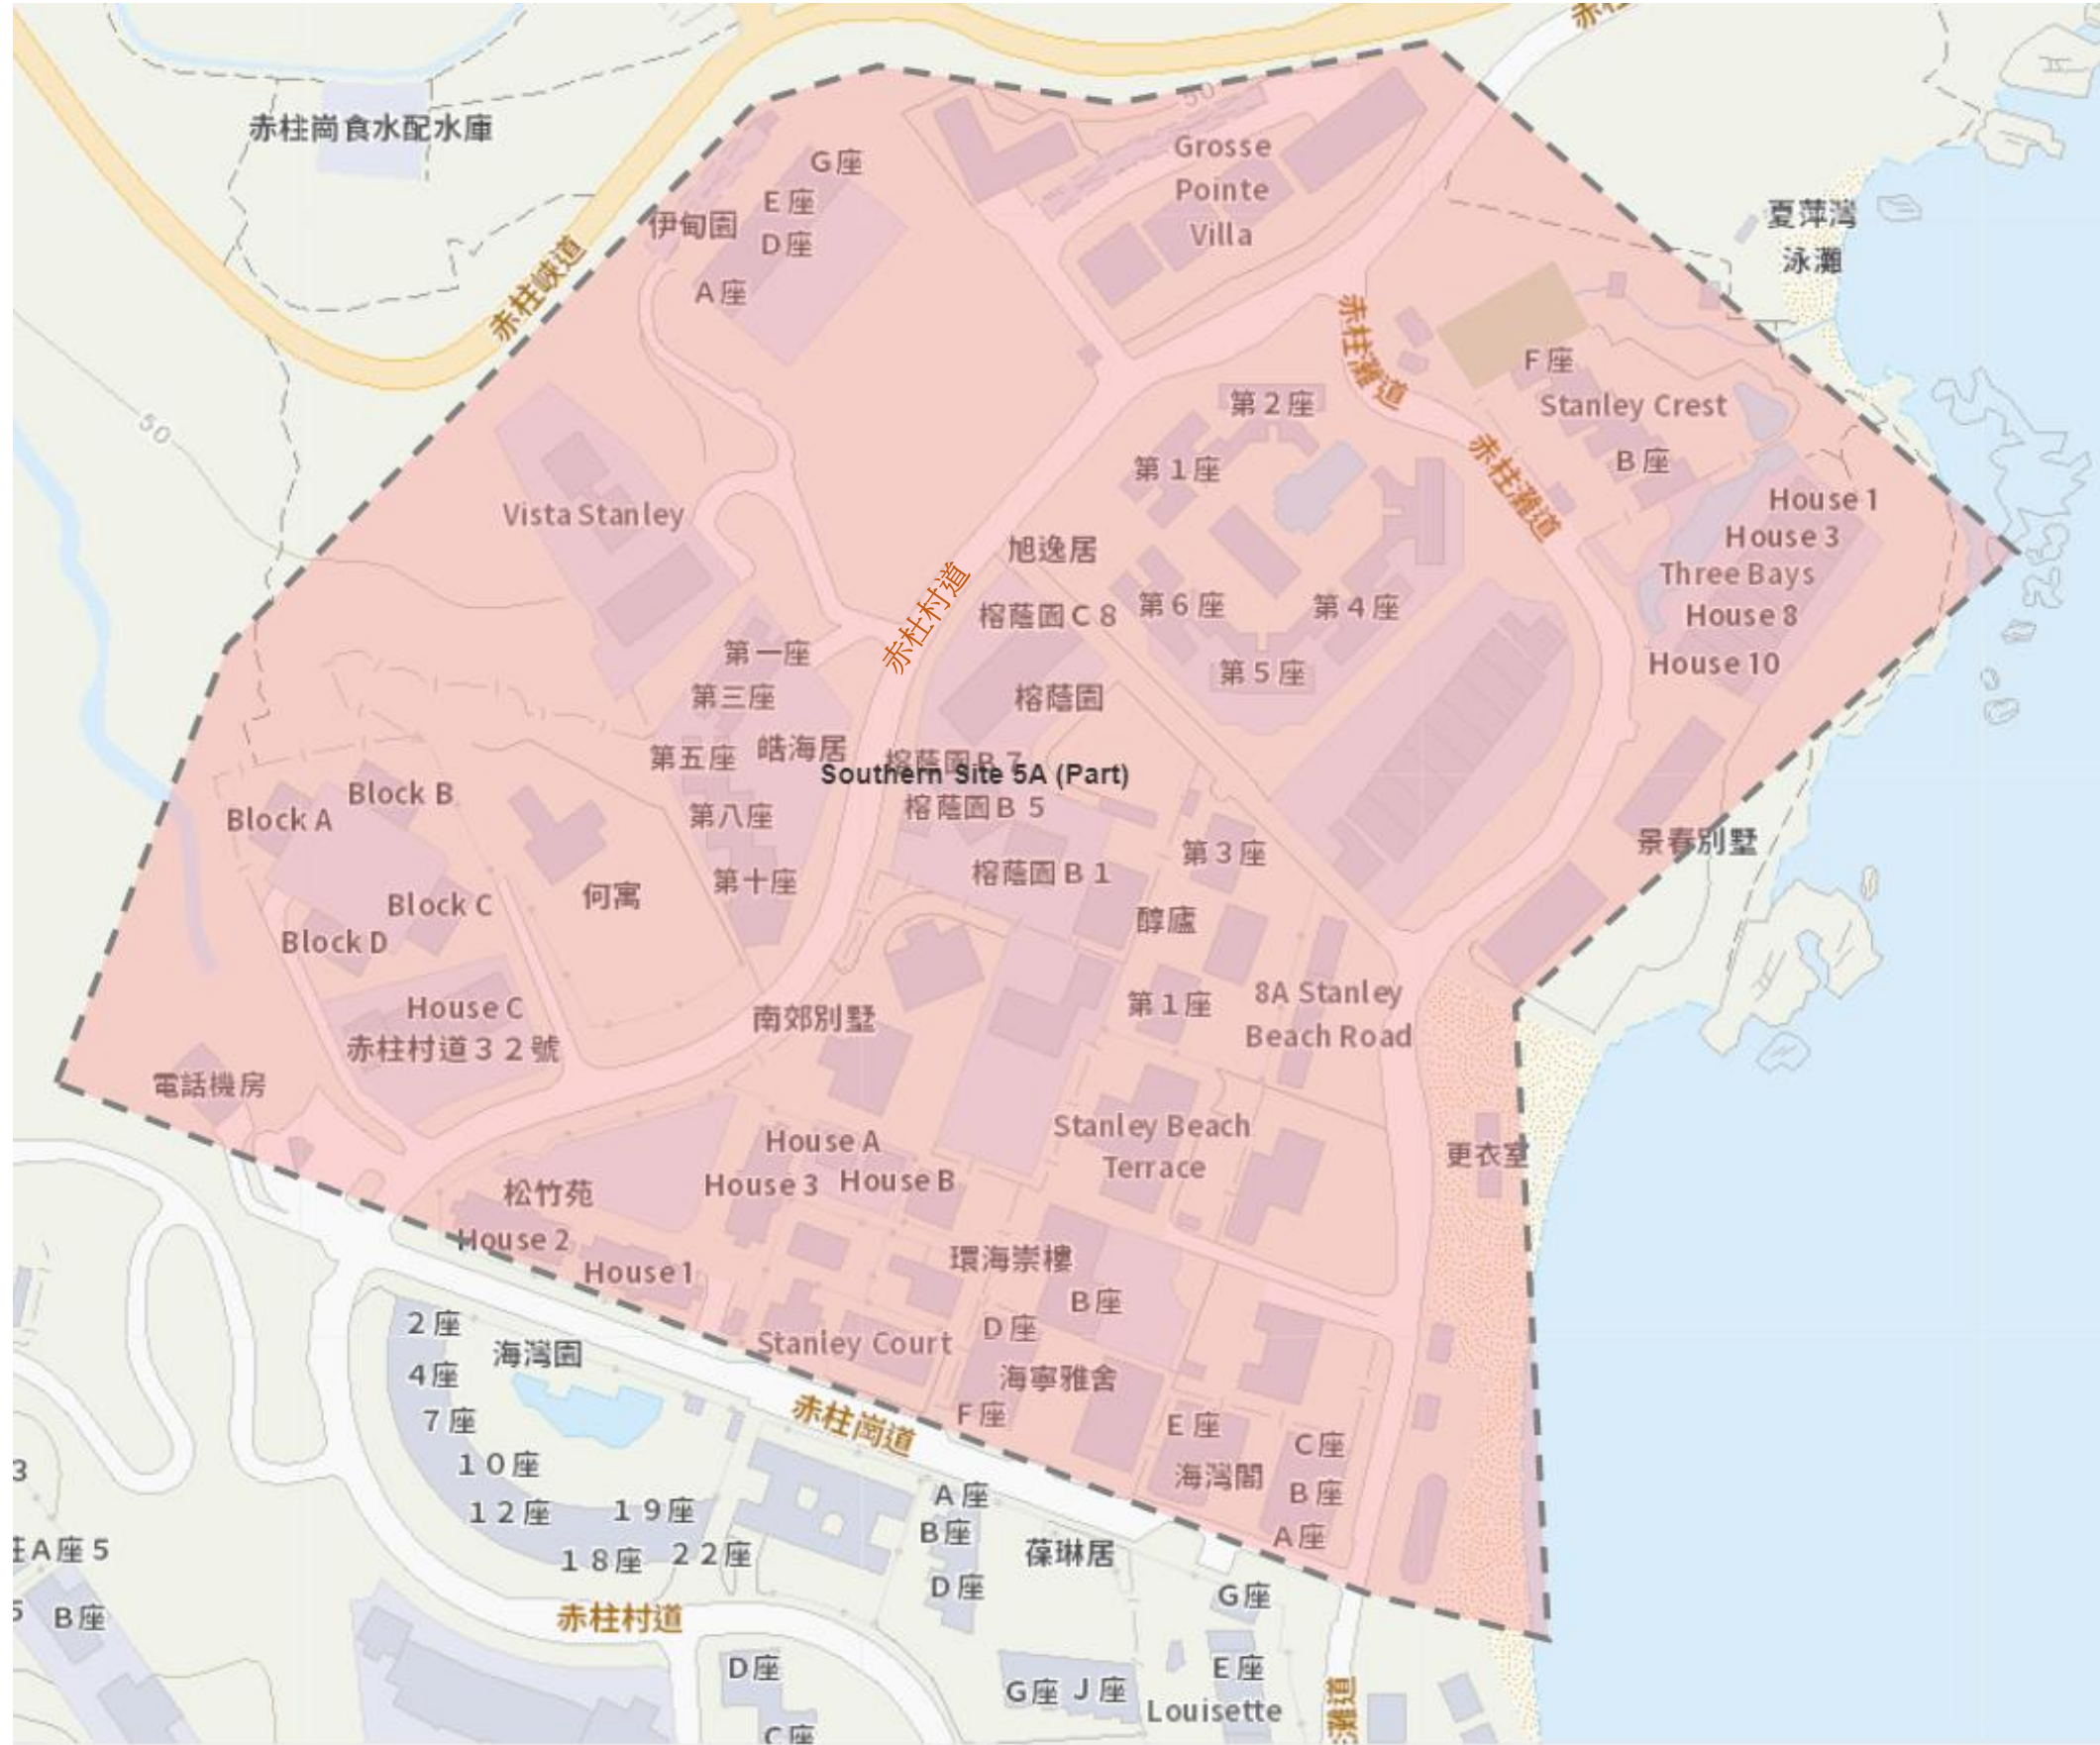 赤柱崗食水配水庫
50
G座
E座
伊甸園
D座
A座
Grosse
Pointe
Villa
夏萍灣
泳灘
赤柱峽道
赤柱灘道
F座
第2座
Stanley Crest
50
第1座
赤柱灘道
B座
House 1
Vista Stanley
House 3
旭逸居
Three Bays
榕蔭園C8
第6座
第4座
House 8
赤杜村道
第一座
第5座
House 10
第三座
榕蔭園
第五座
皓海居
榕蔭園B7
Southern Site 5A (Part)
Block B
Block A
第八座
榕蔭園B5
景春別墅
第3座
第十座
榕蔭園B1
何寓
Block C
醇廬
Block D
House C
南郊別墅
第1座
8A Stanley
Beach Road
赤柱村道32號
電話機房
House A
Stanley Beach
Terrace
更衣室
松竹苑
House 3
House B
House 2
環海崇樓
House 1
B座
2座
海灣園
Stanley Court
D座
4座
海寧雅舍
7座
赤柱崗道
F座
E座
C座
10座
海灣閣
3
12座
19座
A座
B座
B座
A座
A座5
18座
22座
葆琳居
D座
G座
5
B座
赤柱村道
D座
E座
G座
J座
Louisette
灘道
C座